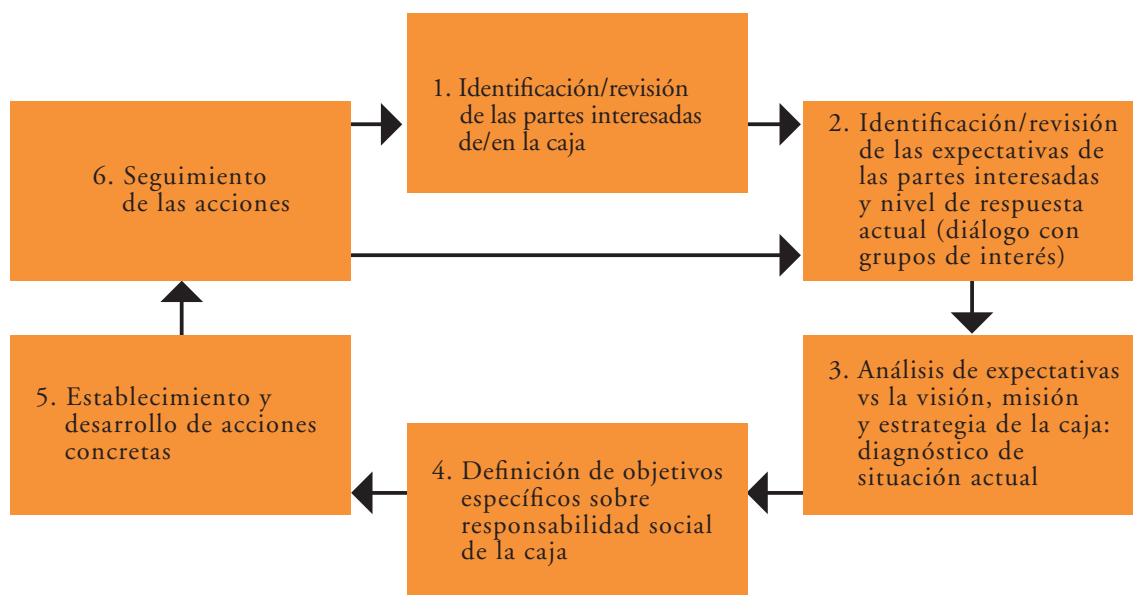 1. Identificación/revisión
de las partes interesadas
de/en la caja
2. Identificación/revisión
de las expectativas de
las partes interesadas
y nivel de respuesta
actual (diálogo con
grupos de interés)
3. Análisis de expectativas
vs la visión, misión
y estrategia de la caja:
diagnóstico de
situación actual
4. Definición de objetivos
específicos sobre
responsabilidad social
de la caja
5. Establecimiento y
desarrollo de acciones
concretas
6. Seguimiento
de las acciones